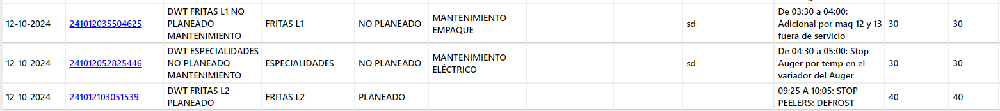 12-10-2024 241012035504625 DWT FRITAS L1 NO PLANEADO MANTENIMIENTO FRITAS L1 NO PLANEADO MANTENIMIENTO EMPAQUE sd De 03:30 a 04:00: Adicional por maq 12 y 13 fuera de servicio 30 30
12-10-2024 241012052825446 DWT ESPECIALIDADES NO PLANEADO MANTENIMIENTO ESPECIALIDADES NO PLANEADO MANTENIMIENTO ELÉCTRICO sd De 04:30 a 05:00: Stop Auger por temp en el variador del Auger 30 30
12-10-2024 241012103051539 DWT FRITAS L2 PLANEADO FRITAS L2 PLANEADO 09:25 A 10:05: STOP PEELERS: DEFROST 40 40